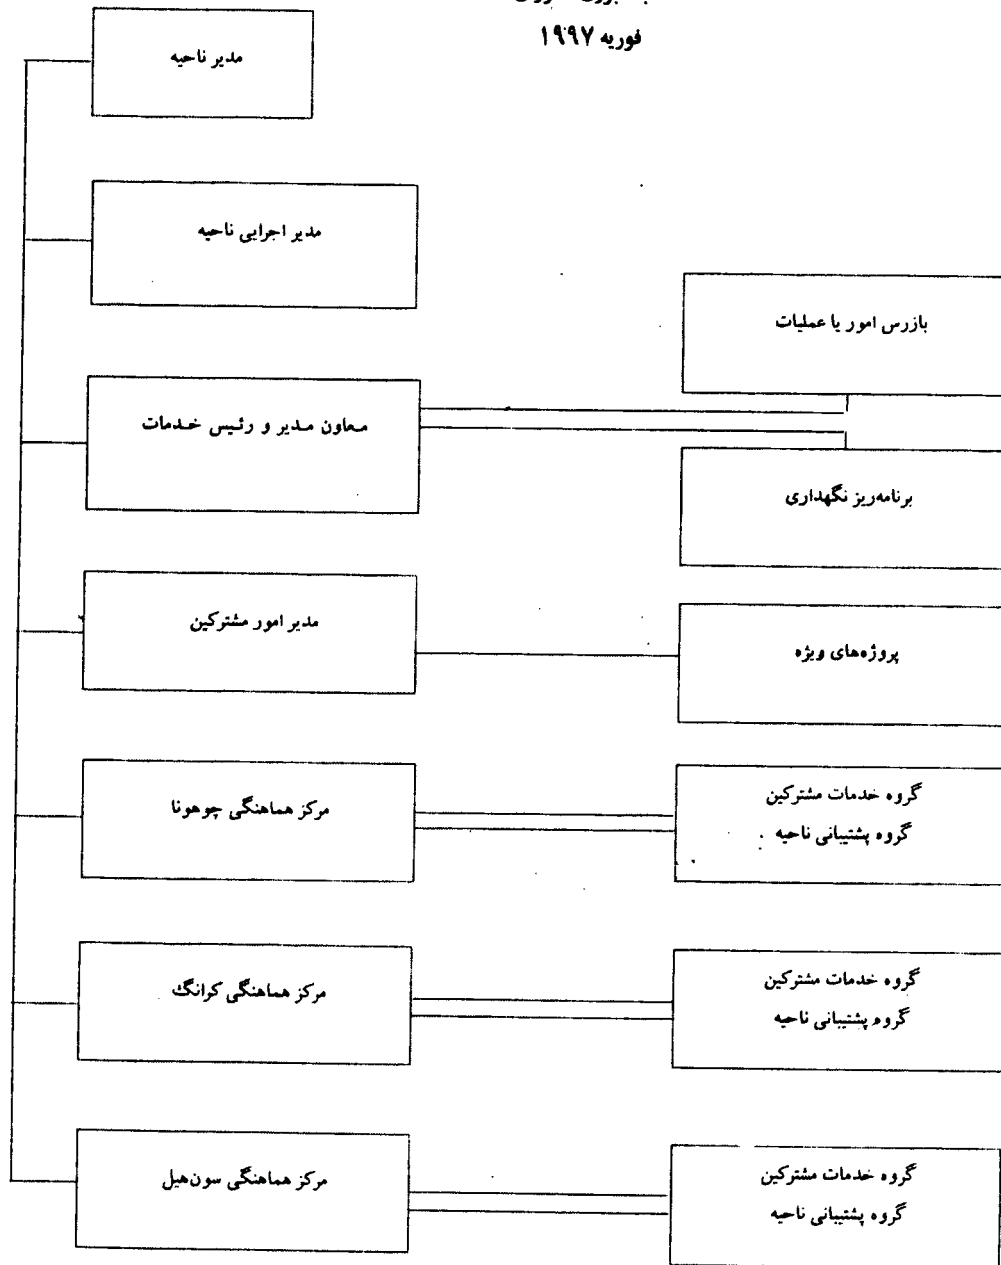 فوریه ۱۹۹۷
مدیر ناحیه
مدیر اجرایی ناحیه
بازرس امور یا عملیات
معاون مدیر و رئیس خدمات
برنامه‌ریز نگهداری
مدیر امور مشترکین
پروژه‌های ویژه
مرکز هماهنگی چوهونا
گروه خدمات مشترکین
گروه پشتیبانی ناحیه
مرکز هماهنگی کرانگ
گروه خدمات مشترکین
گروه پشتیبانی ناحیه
مرکز هماهنگی سون‌هیل
گروه خدمات مشترکین
گروه پشتیبانی ناحیه